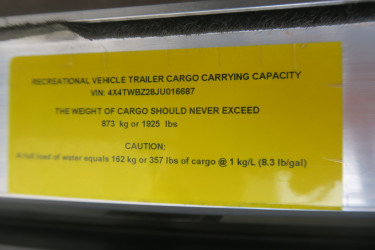 RECREATIONAL VEHICLE TRAILER CARGO CARRYING CAPACITY
VIN: 4X4TWBZ28JU016687
THE WEIGHT OF CARGO SHOULD NEVER EXCEED
873 kg or 1925 lbs
CAUTION:
A full load of water equals 162 kg or 357 lbs of cargo @ 1 kg/L (8.3 lb/gal)